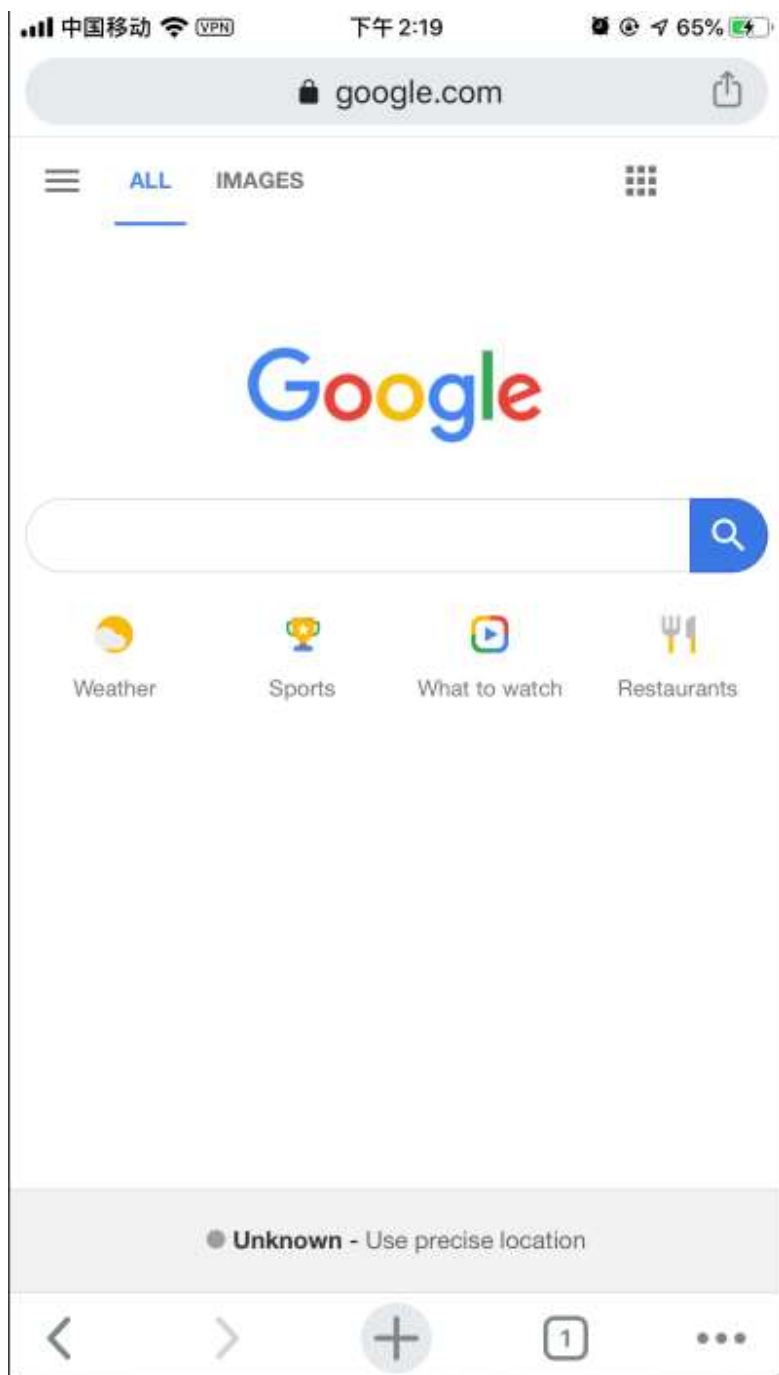 中国移动 VPN 下午 2:19 65%
google.com
ALL IMAGES
Google
Weather Sports What to watch Restaurants
Unknown - Use precise location
1